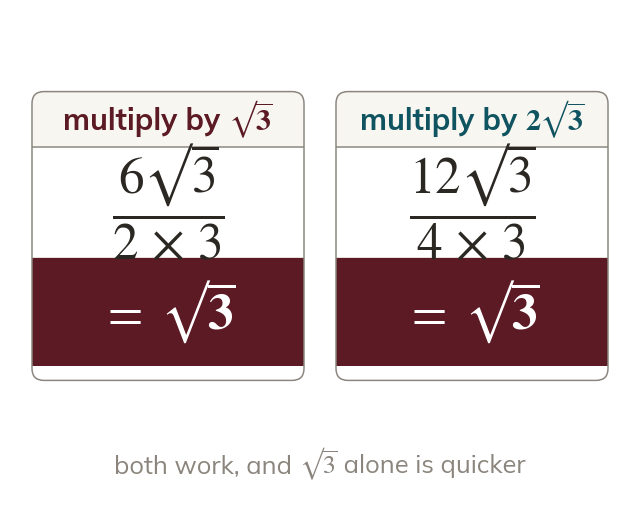 multiply by √3
6√3
2 × 3
= √3
multiply by 2√3
12√3
4 × 3
= √3
both work, and √3 alone is quicker